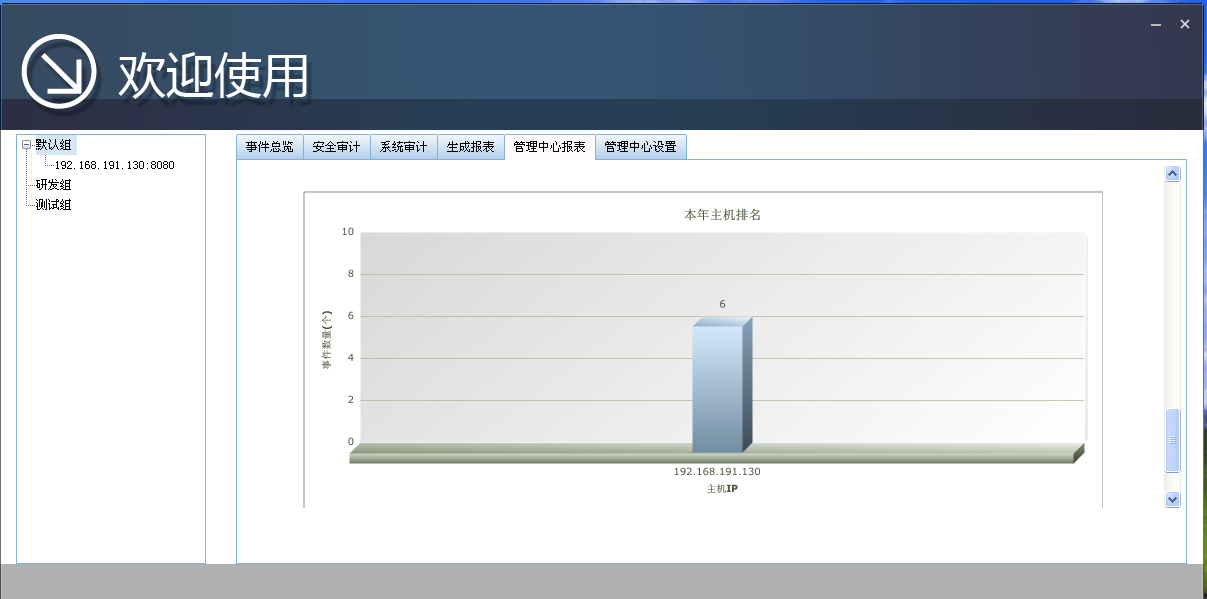 欢迎使用
默认组
192.168.191.130:8080
研发组
测试组
事件总览 安全审计 系统审计 生成报表 管理中心报表 管理中心设置
本年主机排名
10
8
6
4
2
0
事件数量(个)
6
192.168.191.130
主机IP